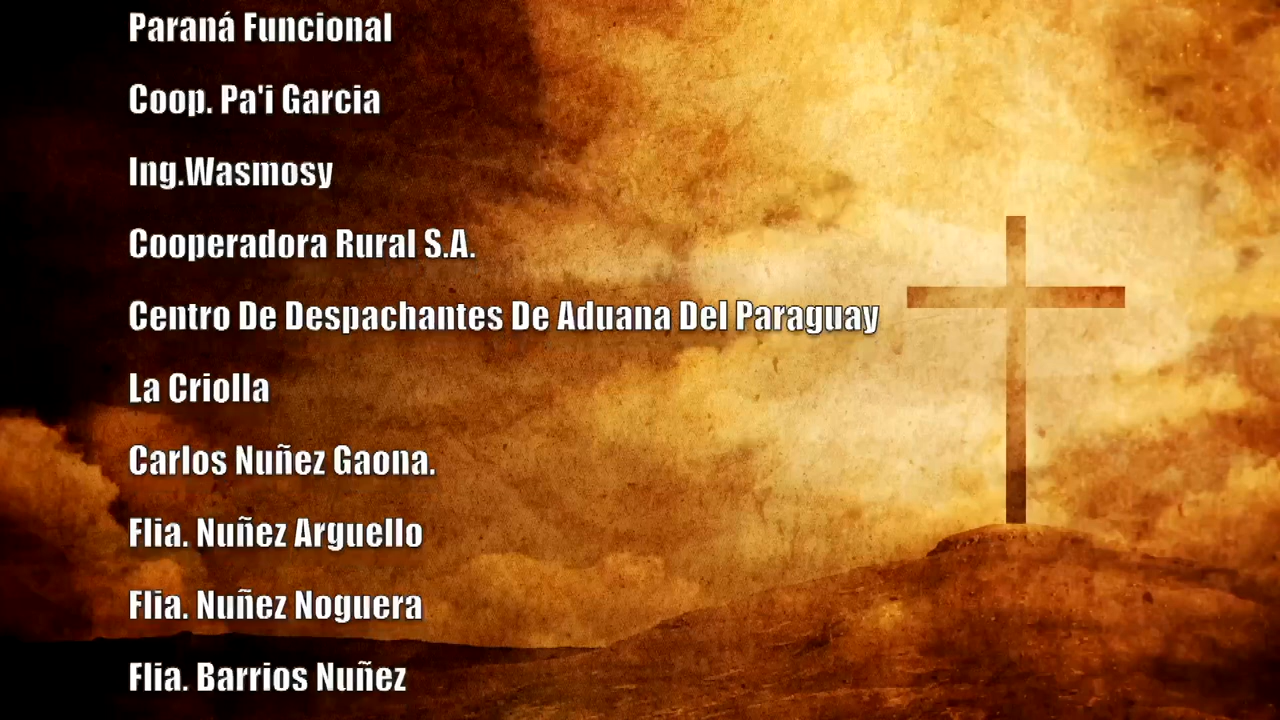 Paraná Funcional
Coop. Pa'i Garcia
Ing.Wasmosy
Cooperadora Rural S.A.
Centro De Despachantes De Aduana Del Paraguay
La Criolla
Carlos Nuñez Gaona.
Flia. Nuñez Arguello
Flia. Nuñez Noguera
Flia. Barrios Nuñez